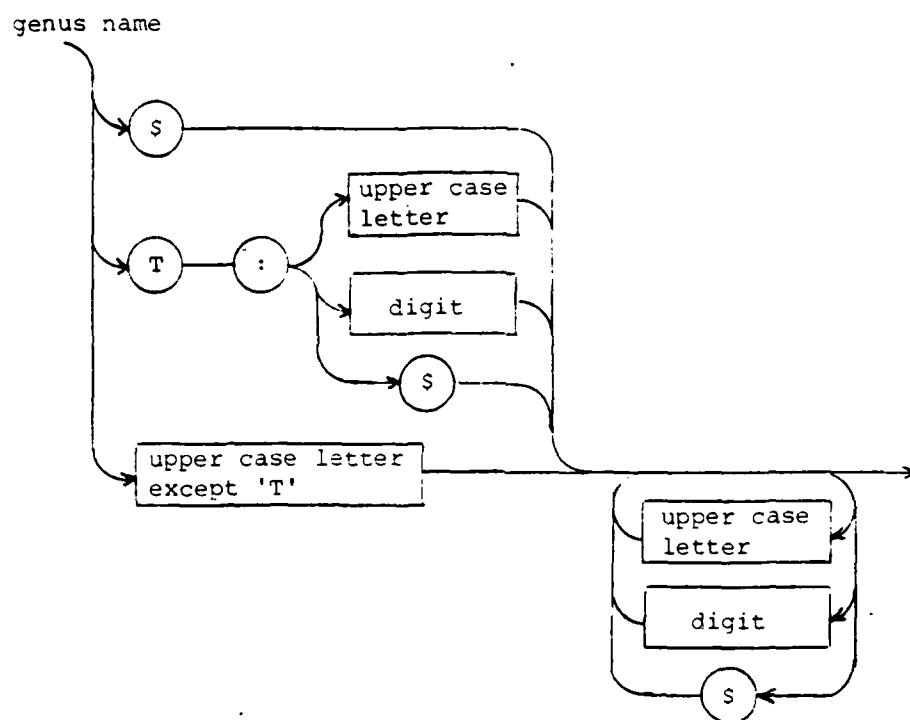 genus name
$
upper case
letter
T
:
digit
$
upper case letter
except 'T'
upper case
letter
digit
$